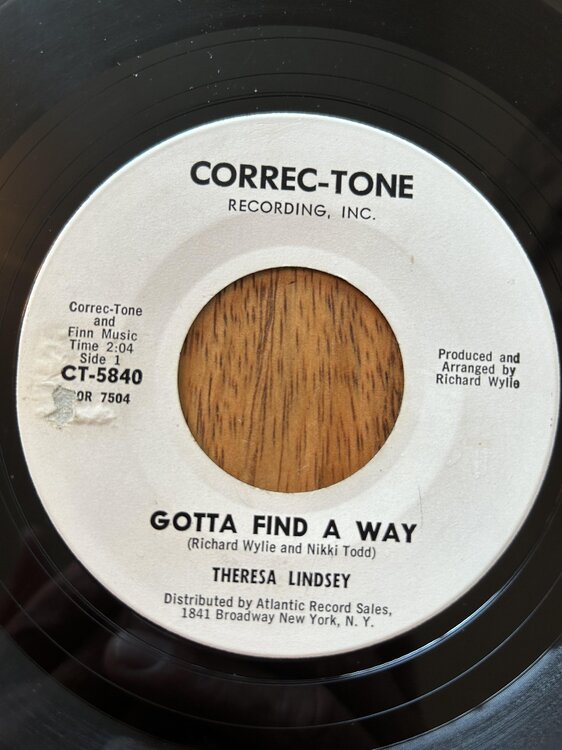 CORREC-TONE
RECORDING, INC.
Correc-Tone
and
Finn Music
Time 2:04
Side 1
CT-5840
7504
Produced and
Arranged by
Richard Wylie
GOTTA FIND A WAY
(Richard Wylie and Nikki Todd)
THERESA LINDSEY
Distributed by Atlantic Record Sales,
1841 Broadway New York, N. Y.